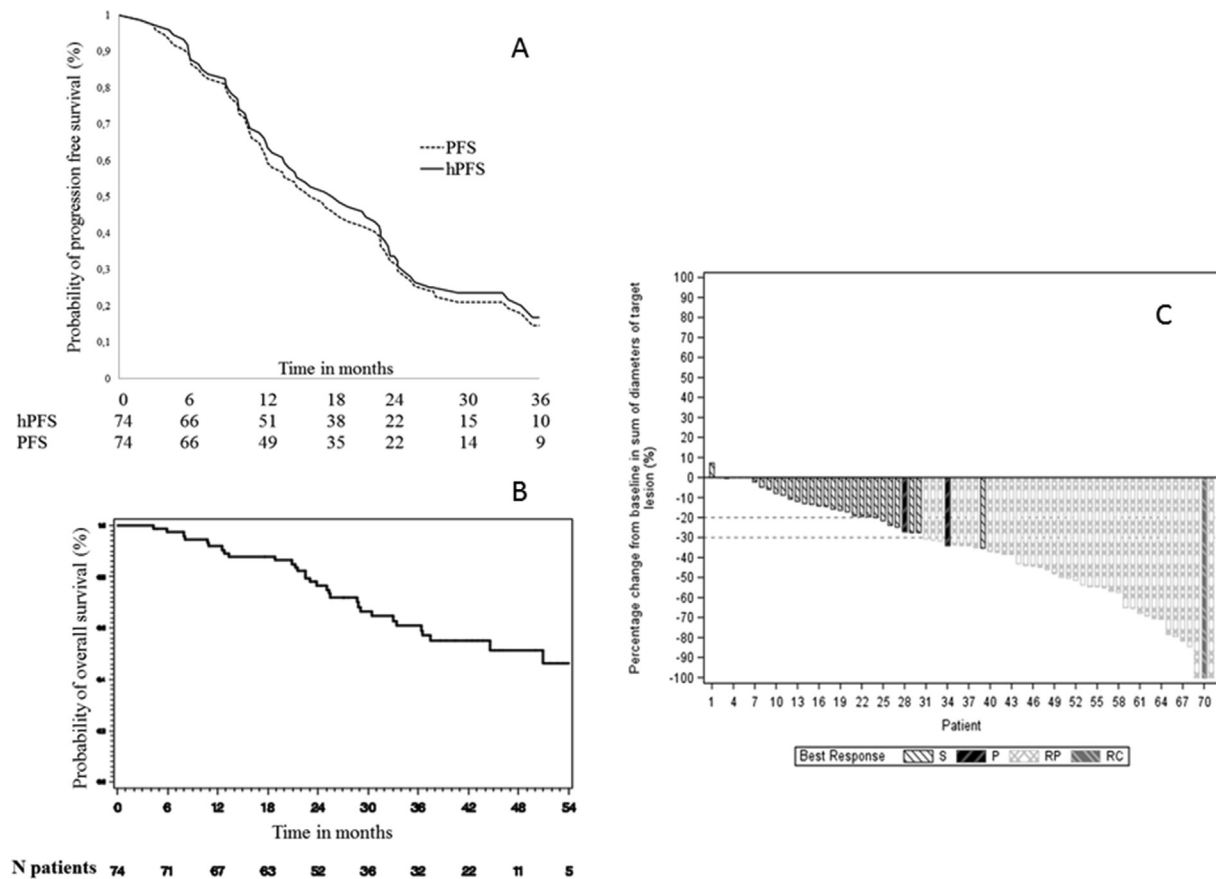 A
Probability of progression free survival (%)
1
0,9
0,8
0,7
0,6
0,5
0,4
0,3
0,2
0,1
0
PFS
hPFS
Time in months
0 6 12 18 24 30 36
hPFS 74 66 51 38 22 15 10
PFS 74 66 49 35 22 14 9
B
Probability of overall survival (%)
0 6 12 18 24 30 36 42 48 54
Time in months
N patients 74 71 67 63 52 36 32 22 11 5
C
Percentage change from baseline in sum of diameters of target
lesion (%)
100
90
80
70
60
50
40
30
20
10
0
-10
-20
-30
-40
-50
-60
-70
-80
-90
-100
1 4 7 10 13 16 19 22 25 28 31 34 37 40 43 46 49 52 55 58 61 64 67 70
Patient
Best Response S P RP RC